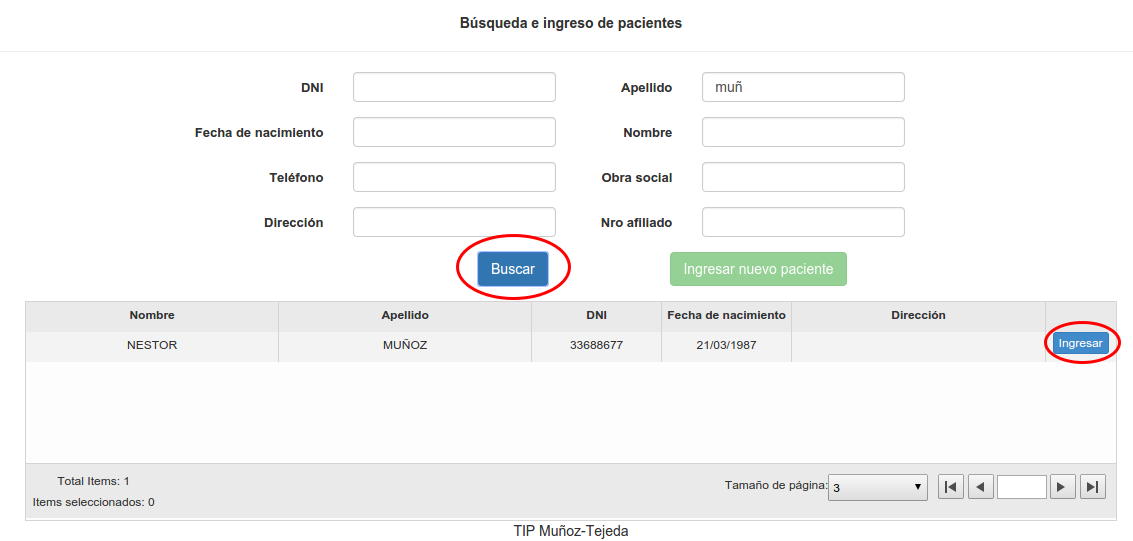 Búsqueda e ingreso de pacientes
DNI
Apellido muñ
Fecha de nacimiento
Nombre
Teléfono
Obra social
Dirección
Nro afiliado
Buscar
Ingresar nuevo paciente
Nombre Apellido DNI Fecha de nacimiento Dirección
NESTOR MUÑOZ 33688677 21/03/1987 Ingresar
Total Items: 1
Items seleccionados: 0
Tamaño de página: 3
TIP Muñoz-Tejeda